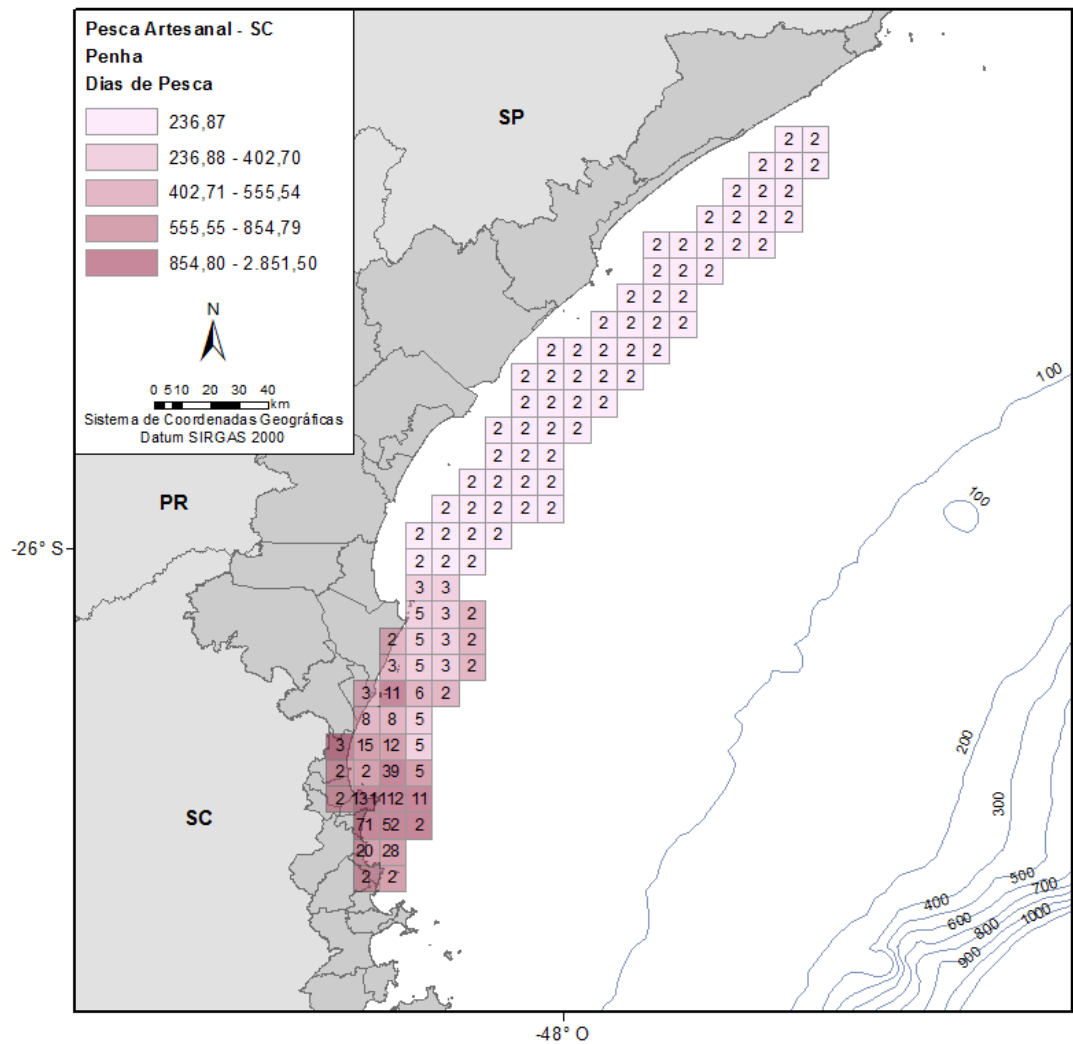 Pesca Artesanal - SC
Penha
Dias de Pesca
236,87
236,88 - 402,70
402,71 - 555,54
555,55 - 854,79
854,80 - 2.851,50
N
0 5 10 20 30 40
km
Sistema de Coordenadas Geográficas
Datum SIRGAS 2000
SP
PR
SC
-26° S
-48° O
2 2
2 2 2
2 2 2
2 2 2 2
2 2 2 2 2
2 2 2
2 2 2
2 2 2 2
2 2 2 2 2
2 2 2 2 2
2 2 2 2
2 2 2 2
2 2 2
2 2 2 2
2 2 2 2 2
2 2 2 2
2 2 2
3 3
5 3 2
2 5 3 2
3 5 3 2
3 11 6 2
8 8 5
3 15 12 5
2 2 39 5
2 11
71 52 2
20 28
2 2
100
100
200
300
400
500
600
700
800
900
1000